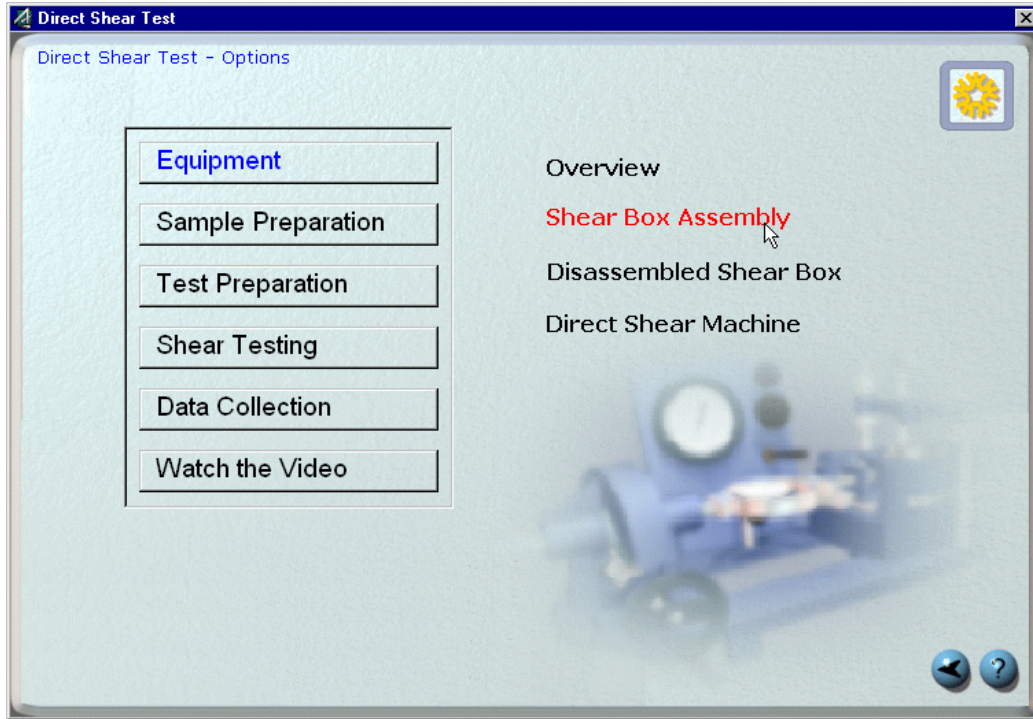 Direct Shear Test
Direct Shear Test - Options
Equipment
Sample Preparation
Test Preparation
Shear Testing
Data Collection
Watch the Video
Overview
Shear Box Assembly
Disassembled Shear Box
Direct Shear Machine
?